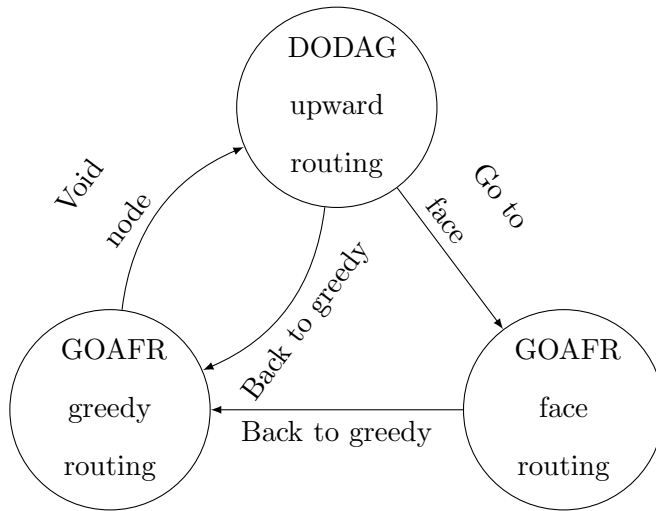 DODAG
upward
routing
Void
node
Go to
face
Back to greedy
GOAFR
greedy
routing
Back to greedy
GOAFR
face
routing